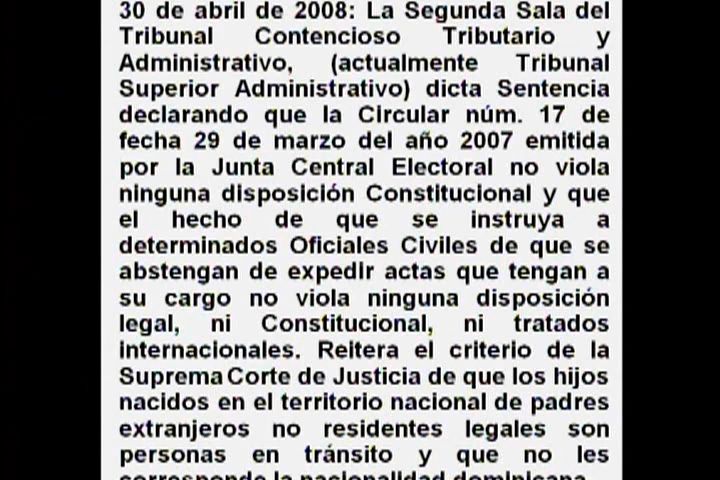 30 de abril de 2008: La Segunda Sala del
Tribunal Contencioso Tributario y
Administrativo, (actualmente Tribunal
Superior Administrativo) dicta Sentencia
declarando que la Circular núm. 17 de
fecha 29 de marzo del año 2007 emitida
por la Junta Central Electoral no viola
ninguna disposición Constitucional y que
el hecho de que se instruya a
determinados Oficiales Civiles de que se
abstengan de expedir actas que tengan a
su cargo no viola ninguna disposición
legal, ni Constitucional, ni tratados
internacionales. Reitera el criterio de la
Suprema Corte de Justicia de que los hijos
nacidos en el territorio nacional de padres
extranjeros no residentes legales son
personas en tránsito y que no les
corresponde la nacionalidad dominicana